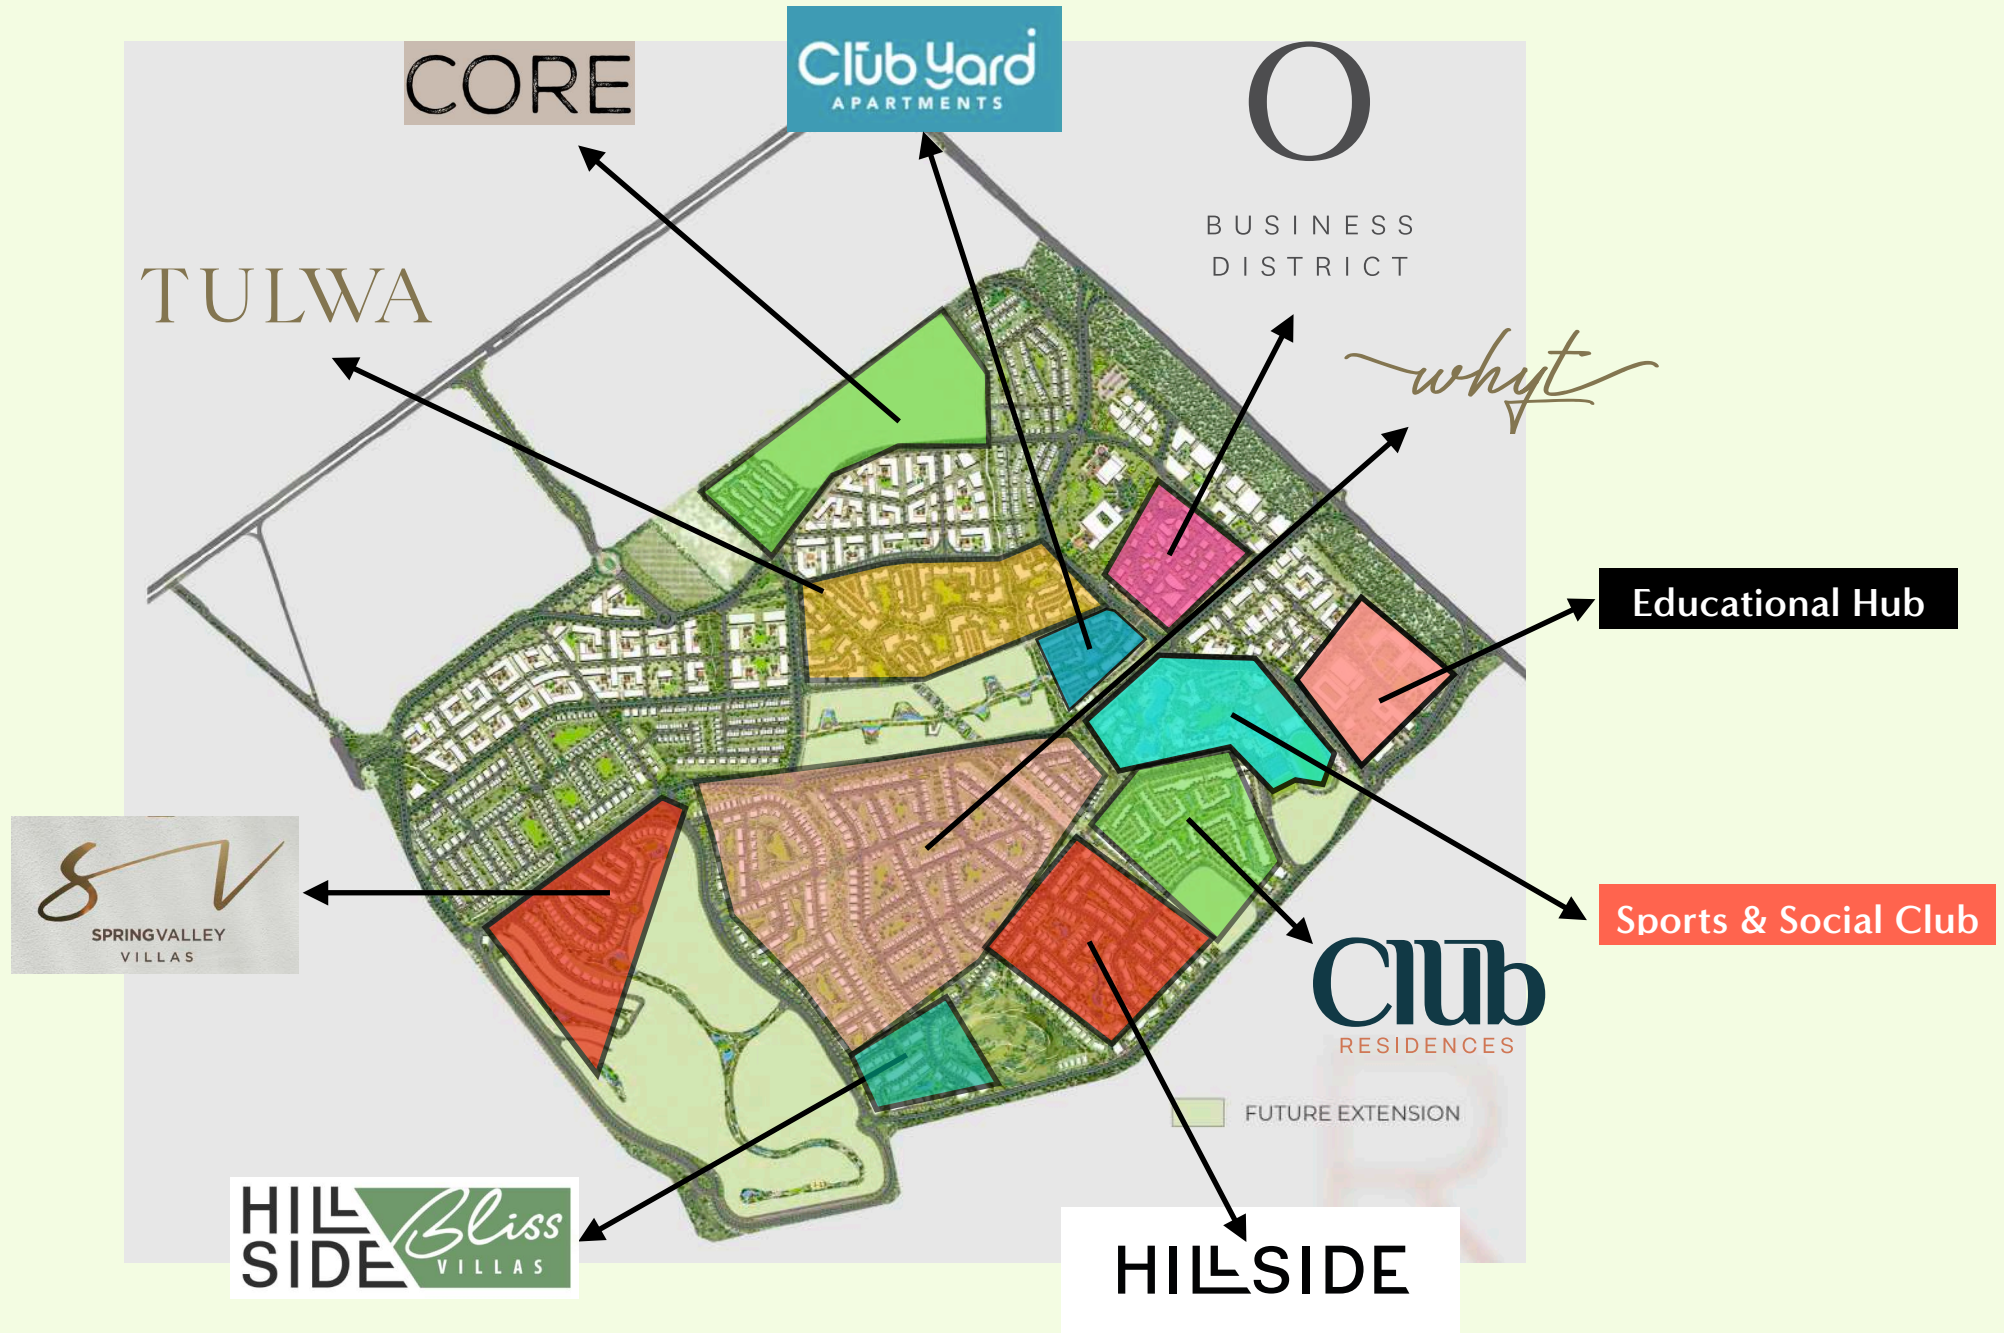 CORE
Club Yard
APARTMENTS
O
BUSINESS
DISTRICT
TULWA
whyt
Educational Hub
SV
SPRINGVALLEY
VILLAS
Sports & Social Club
Club
RESIDENCES
FUTURE EXTENSION
HILL
SIDE
Bliss
VILLAS
HILLSIDE
R